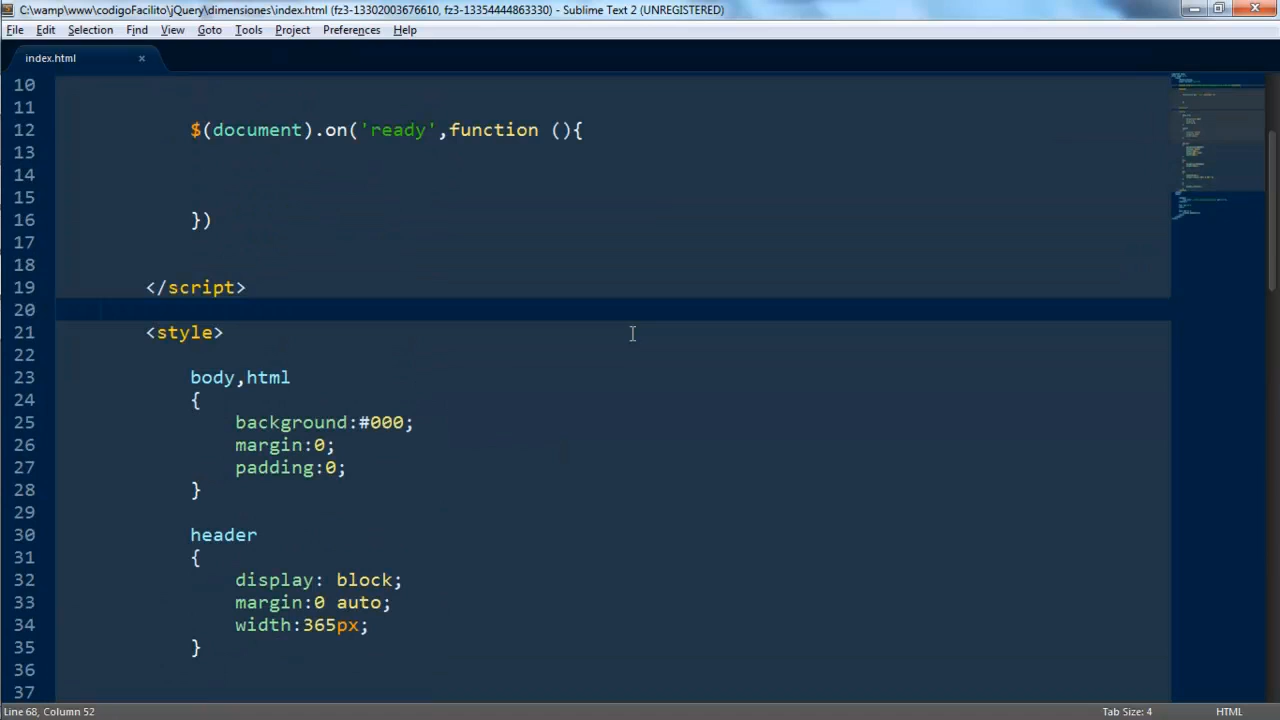 C:\wamp\www\codigoFacilito\jQuery\dimensiones\index.html (fz3-13302003676610, fz3-13354444863330) - Sublime Text 2 (UNREGISTERED)
File Edit Selection Find View Goto Tools Project Preferences Help
index.html
10
11
12 $(document).on('ready',function (){
13
14
15
16 })
17
18
19 </script>
20
21 <style>
22
23 body,html
24 {
25 background:#000;
26 margin:0;
27 padding:0;
28 }
29
30 header
31 {
32 display: block;
33 margin:0 auto;
34 width:365px;
35 }
36
37
Line 68, Column 52 Tab Size: 4 HTML